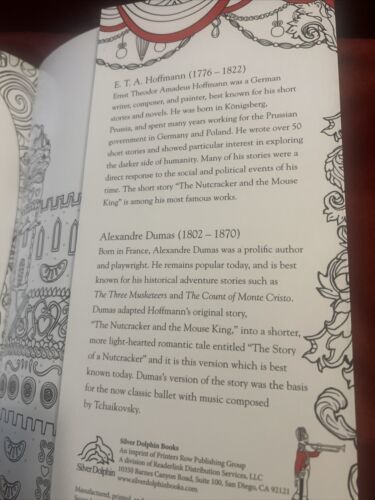 E. T. A. Hoffmann (1776 – 1822)
Ernst Theodor Amadeus Hoffmann was a German
writer, composer, and painter, best known for his short
stories and novels. He was born in Königsberg,
Prussia, and spent many years working for the Prussian
government in Germany and Poland. He wrote over 50
short stories and showed particular interest in exploring
the darker side of humanity. Many of his stories were a
direct response to the social and political events of his
time. The short story “The Nutcracker and the Mouse
King” is among his most famous works.
Alexandre Dumas (1802 – 1870)
Born in France, Alexandre Dumas was a prolific author
and playwright. He remains popular today, and is best
known for his historical adventure stories such as
The Three Musketeers and The Count of Monte Cristo.
Dumas adapted Hoffmann’s original story,
“The Nutcracker and the Mouse King,” into a shorter,
more light-hearted romantic tale entitled “The Story
of a Nutcracker” and it is this version which is best
known today. Dumas’s version of the story was the basis
for the now classic ballet with music composed
by Tchaikovsky.
Silver Dolphin
Silver Dolphin Books
An imprint of Printers Row Publishing Group
A division of Readerlink Distribution Services, LLC
10350 Barnes Canyon Road, Suite 100, San Diego, CA 92121
www.silverdolphinbooks.com
Manufactured, printed, and